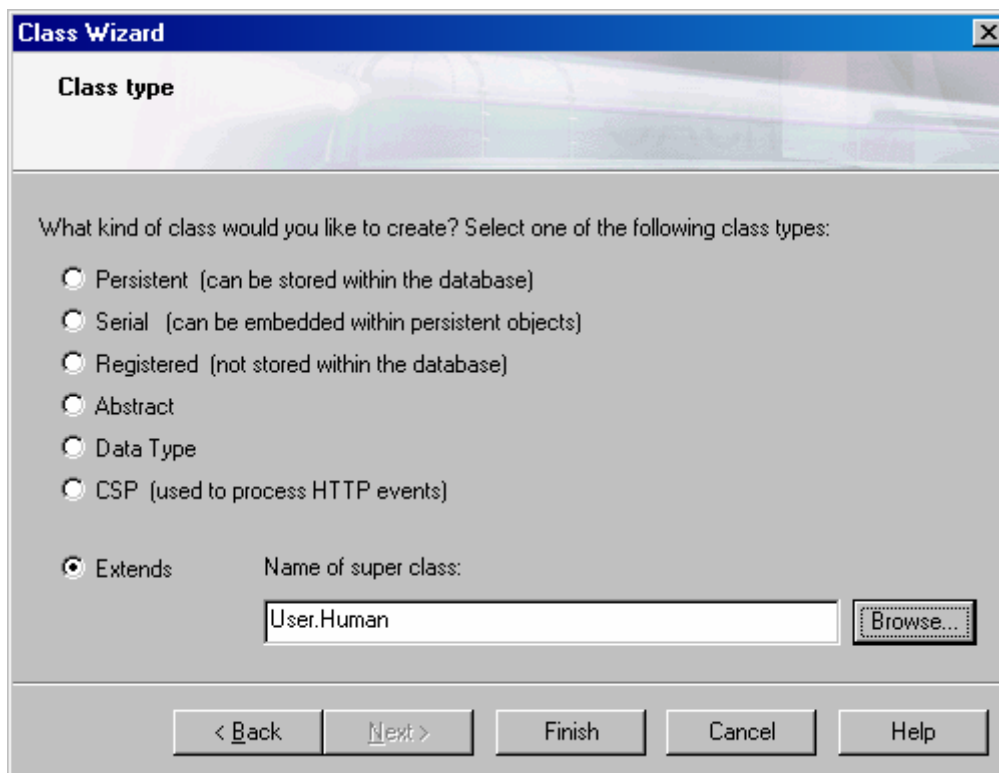 Class Wizard
Class type
What kind of class would you like to create? Select one of the following class types:
Persistent (can be stored within the database)
Serial (can be embedded within persistent objects)
Registered (not stored within the database)
Abstract
Data Type
CSP (used to process HTTP events)
Extends Name of super class:
User.Human Browse...
< Back Next > Finish Cancel Help